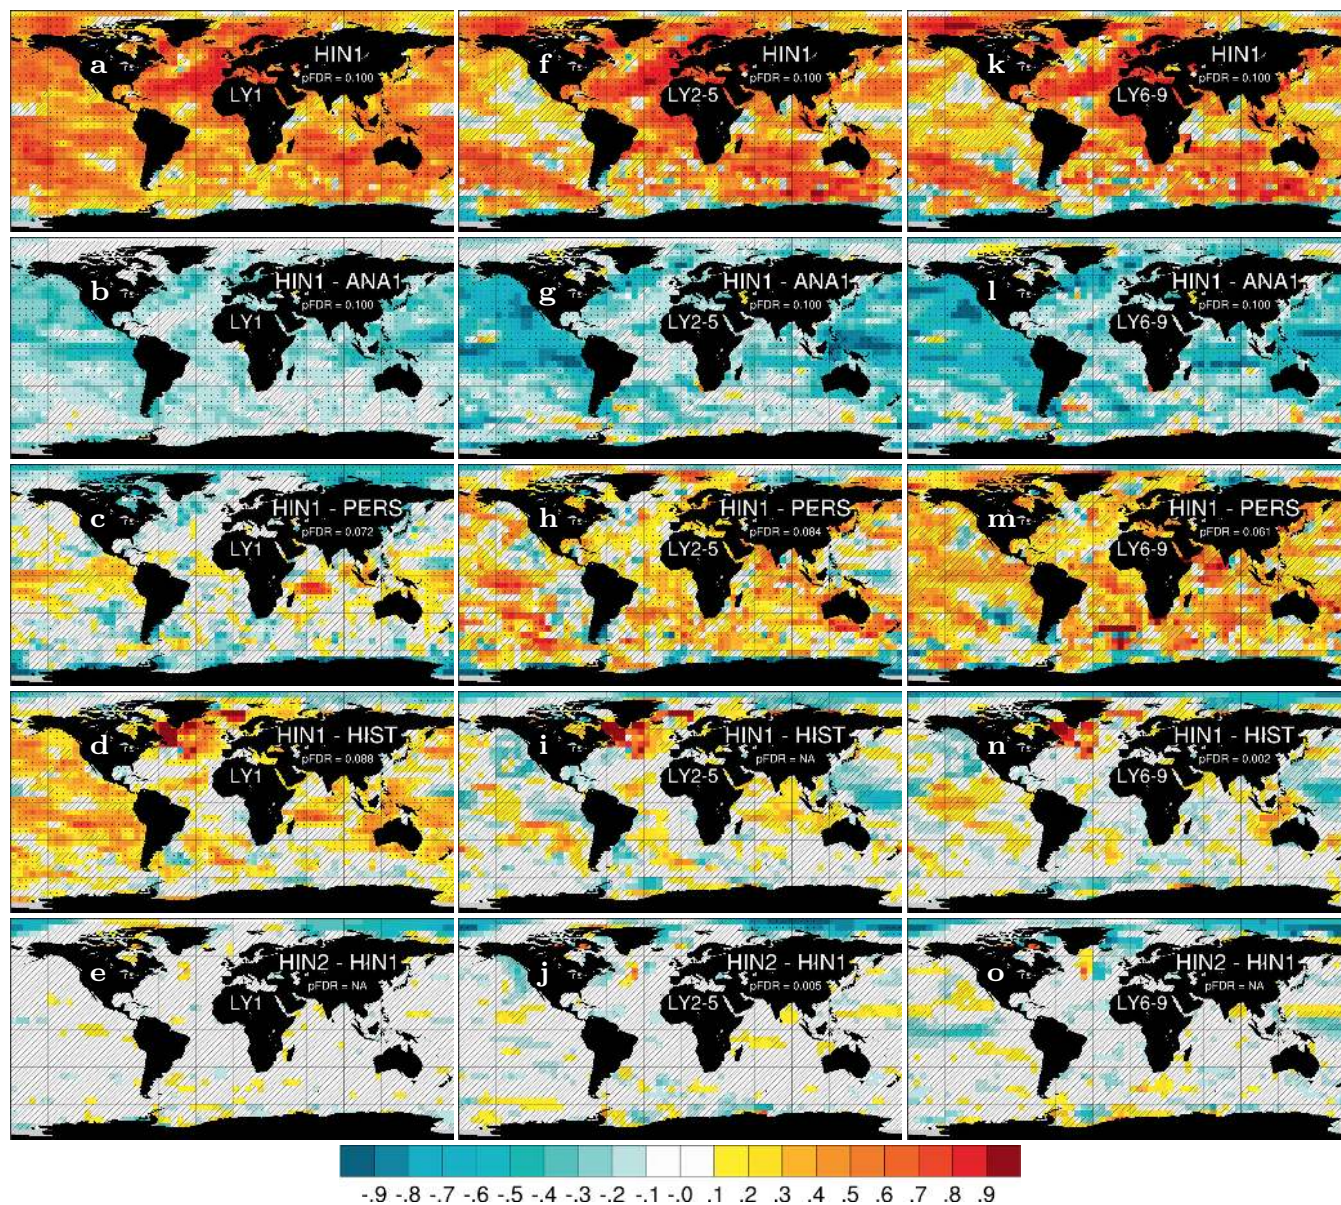 a
HIN1
pFDR = 0.100
LY1
f
HIN1
pFDR = 0.100
LY2-5
k
HIN1
pFDR = 0.100
LY6-9
b
HIN1 - ANA1
pFDR = 0.100
LY1
g
HIN1 - ANA1
pFDR = 0.100
LY2-5
l
HIN1 - ANA1
pFDR = 0.100
LY6-9
c
HIN1 - PERS
pFDR = 0.072
LY1
h
HIN1 - PERS
pFDR = 0.084
LY2-5
m
HIN1 - PERS
pFDR = 0.061
LY6-9
d
HIN1 - HIST
pFDR = 0.088
LY1
i
HIN1 - HIST
pFDR = NA
LY2-5
n
HIN1 - HIST
pFDR = 0.002
LY6-9
e
HIN2 - HIN1
pFDR = NA
LY1
j
HIN2 - HIN1
pFDR = 0.005
LY2-5
o
HIN2 - HIN1
pFDR = NA
LY6-9
-.9 -.8 -.7 -.6 -.5 -.4 -.3 -.2 -.1 -.0 .1 .2 .3 .4 .5 .6 .7 .8 .9